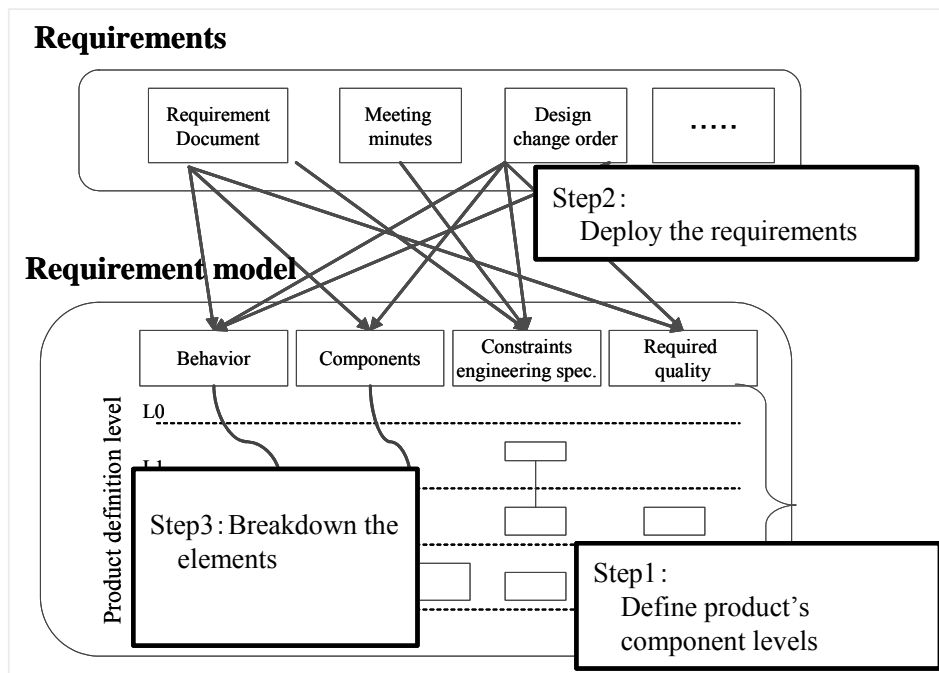 Requirements
Requirement
Document
Meeting
minutes
Design
change order
.....
Step2:
Deploy the requirements
Requirement model
Behavior
Components
Constraints
engineering spec.
Required
quality
Product definition level
L0
L1
Step3:Breakdown the
elements
Step1:
Define product's
component levels